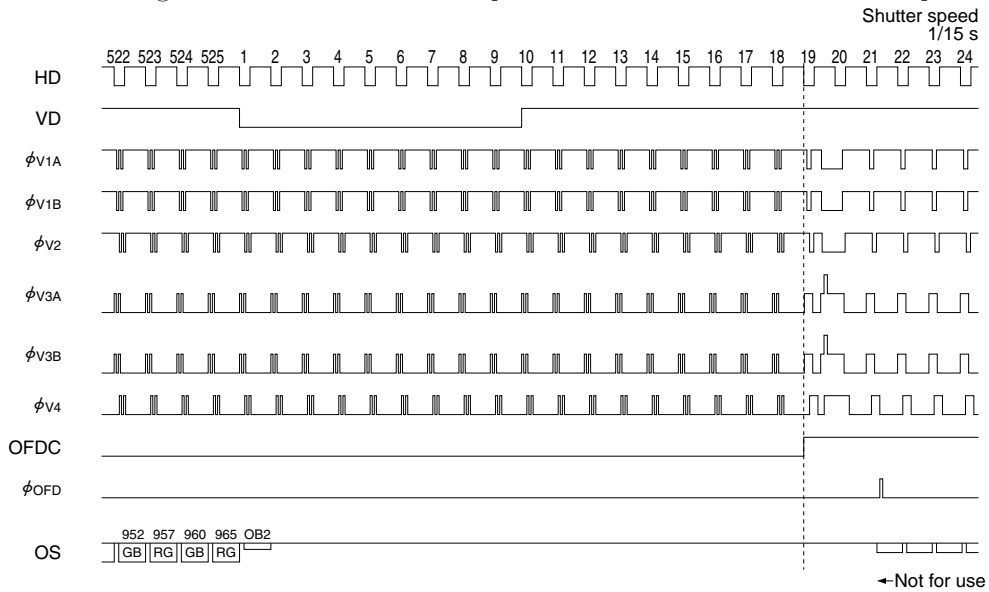 Shutter speed
1/15 s
522 523 524 525 1 2 3 4 5 6 7 8 9 10 11 12 13 14 15 16 17 18 19 20 21 22 23 24
HD
VD
ϕV1A
ϕV1B
ϕV2
ϕV3A
ϕV3B
ϕV4
OFDC
ϕOFD
952 957 960 965 OB2
OS GB RG GB RG
←Not for use